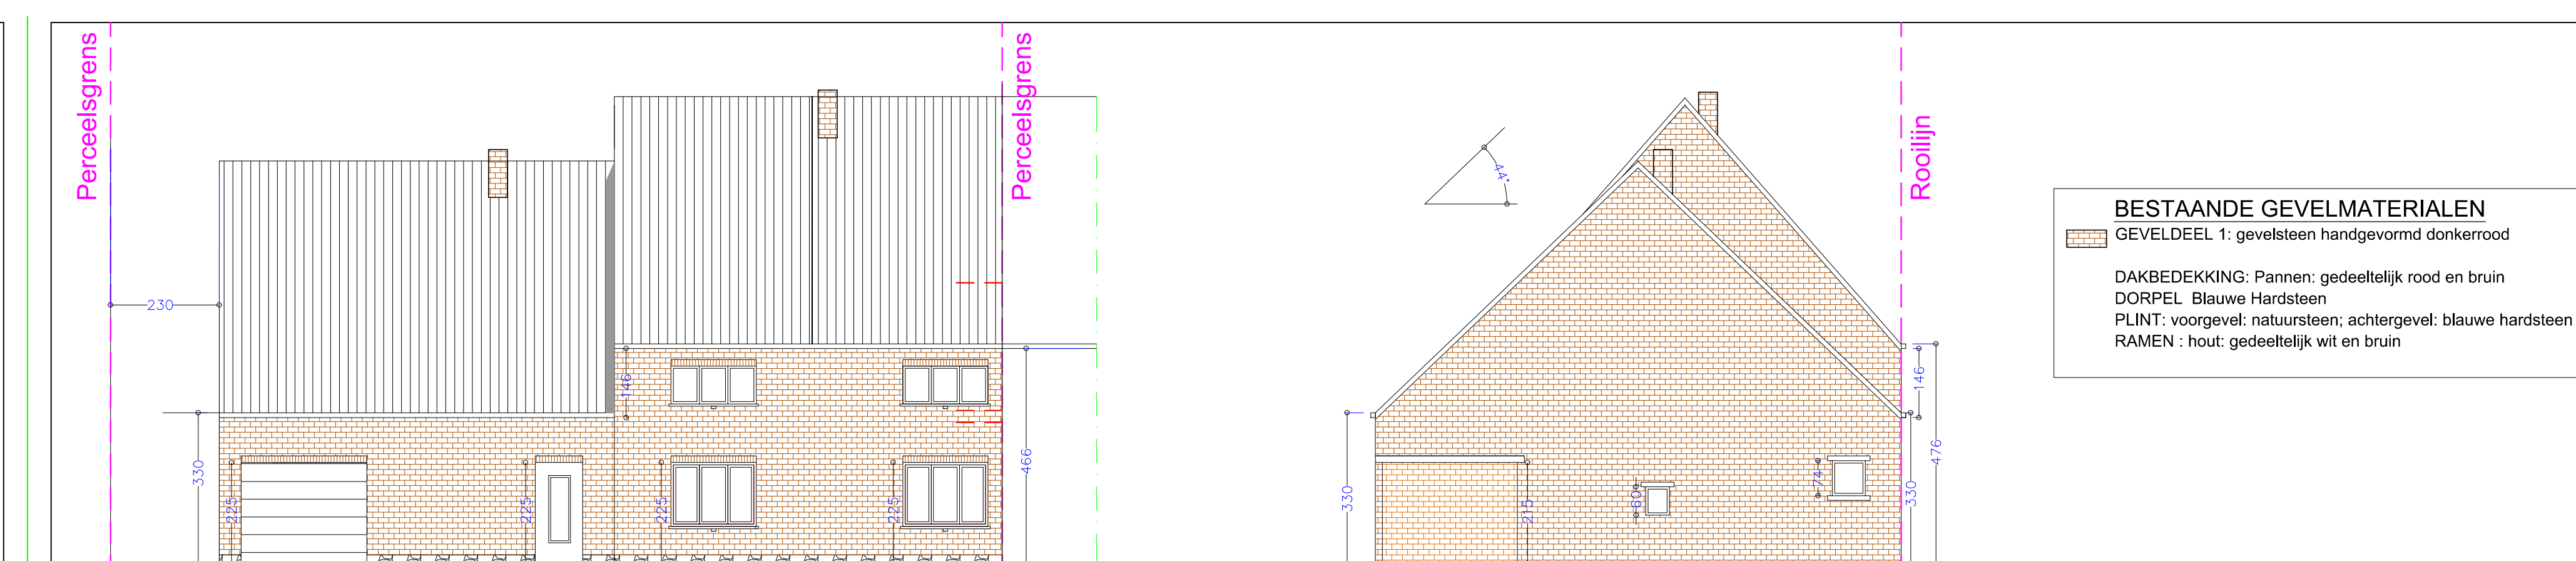 Perceelsgrens
Perceelsgrens
230
146
330
225
225
225
225
466
44°
Rooilijn
146
476
330
330
215
60
74
BESTAANDE GEVELMATERIALEN
GEVELDEEL 1: gevelsteen handgevormd donkerrood
DAKBEDEKKING: Pannen: gedeeltelijk rood en bruin
DORPEL Blauwe Hardsteen
PLINT: voorgevel: natuursteen; achtergevel: blauwe hardsteen
RAMEN : hout: gedeeltelijk wit en bruin